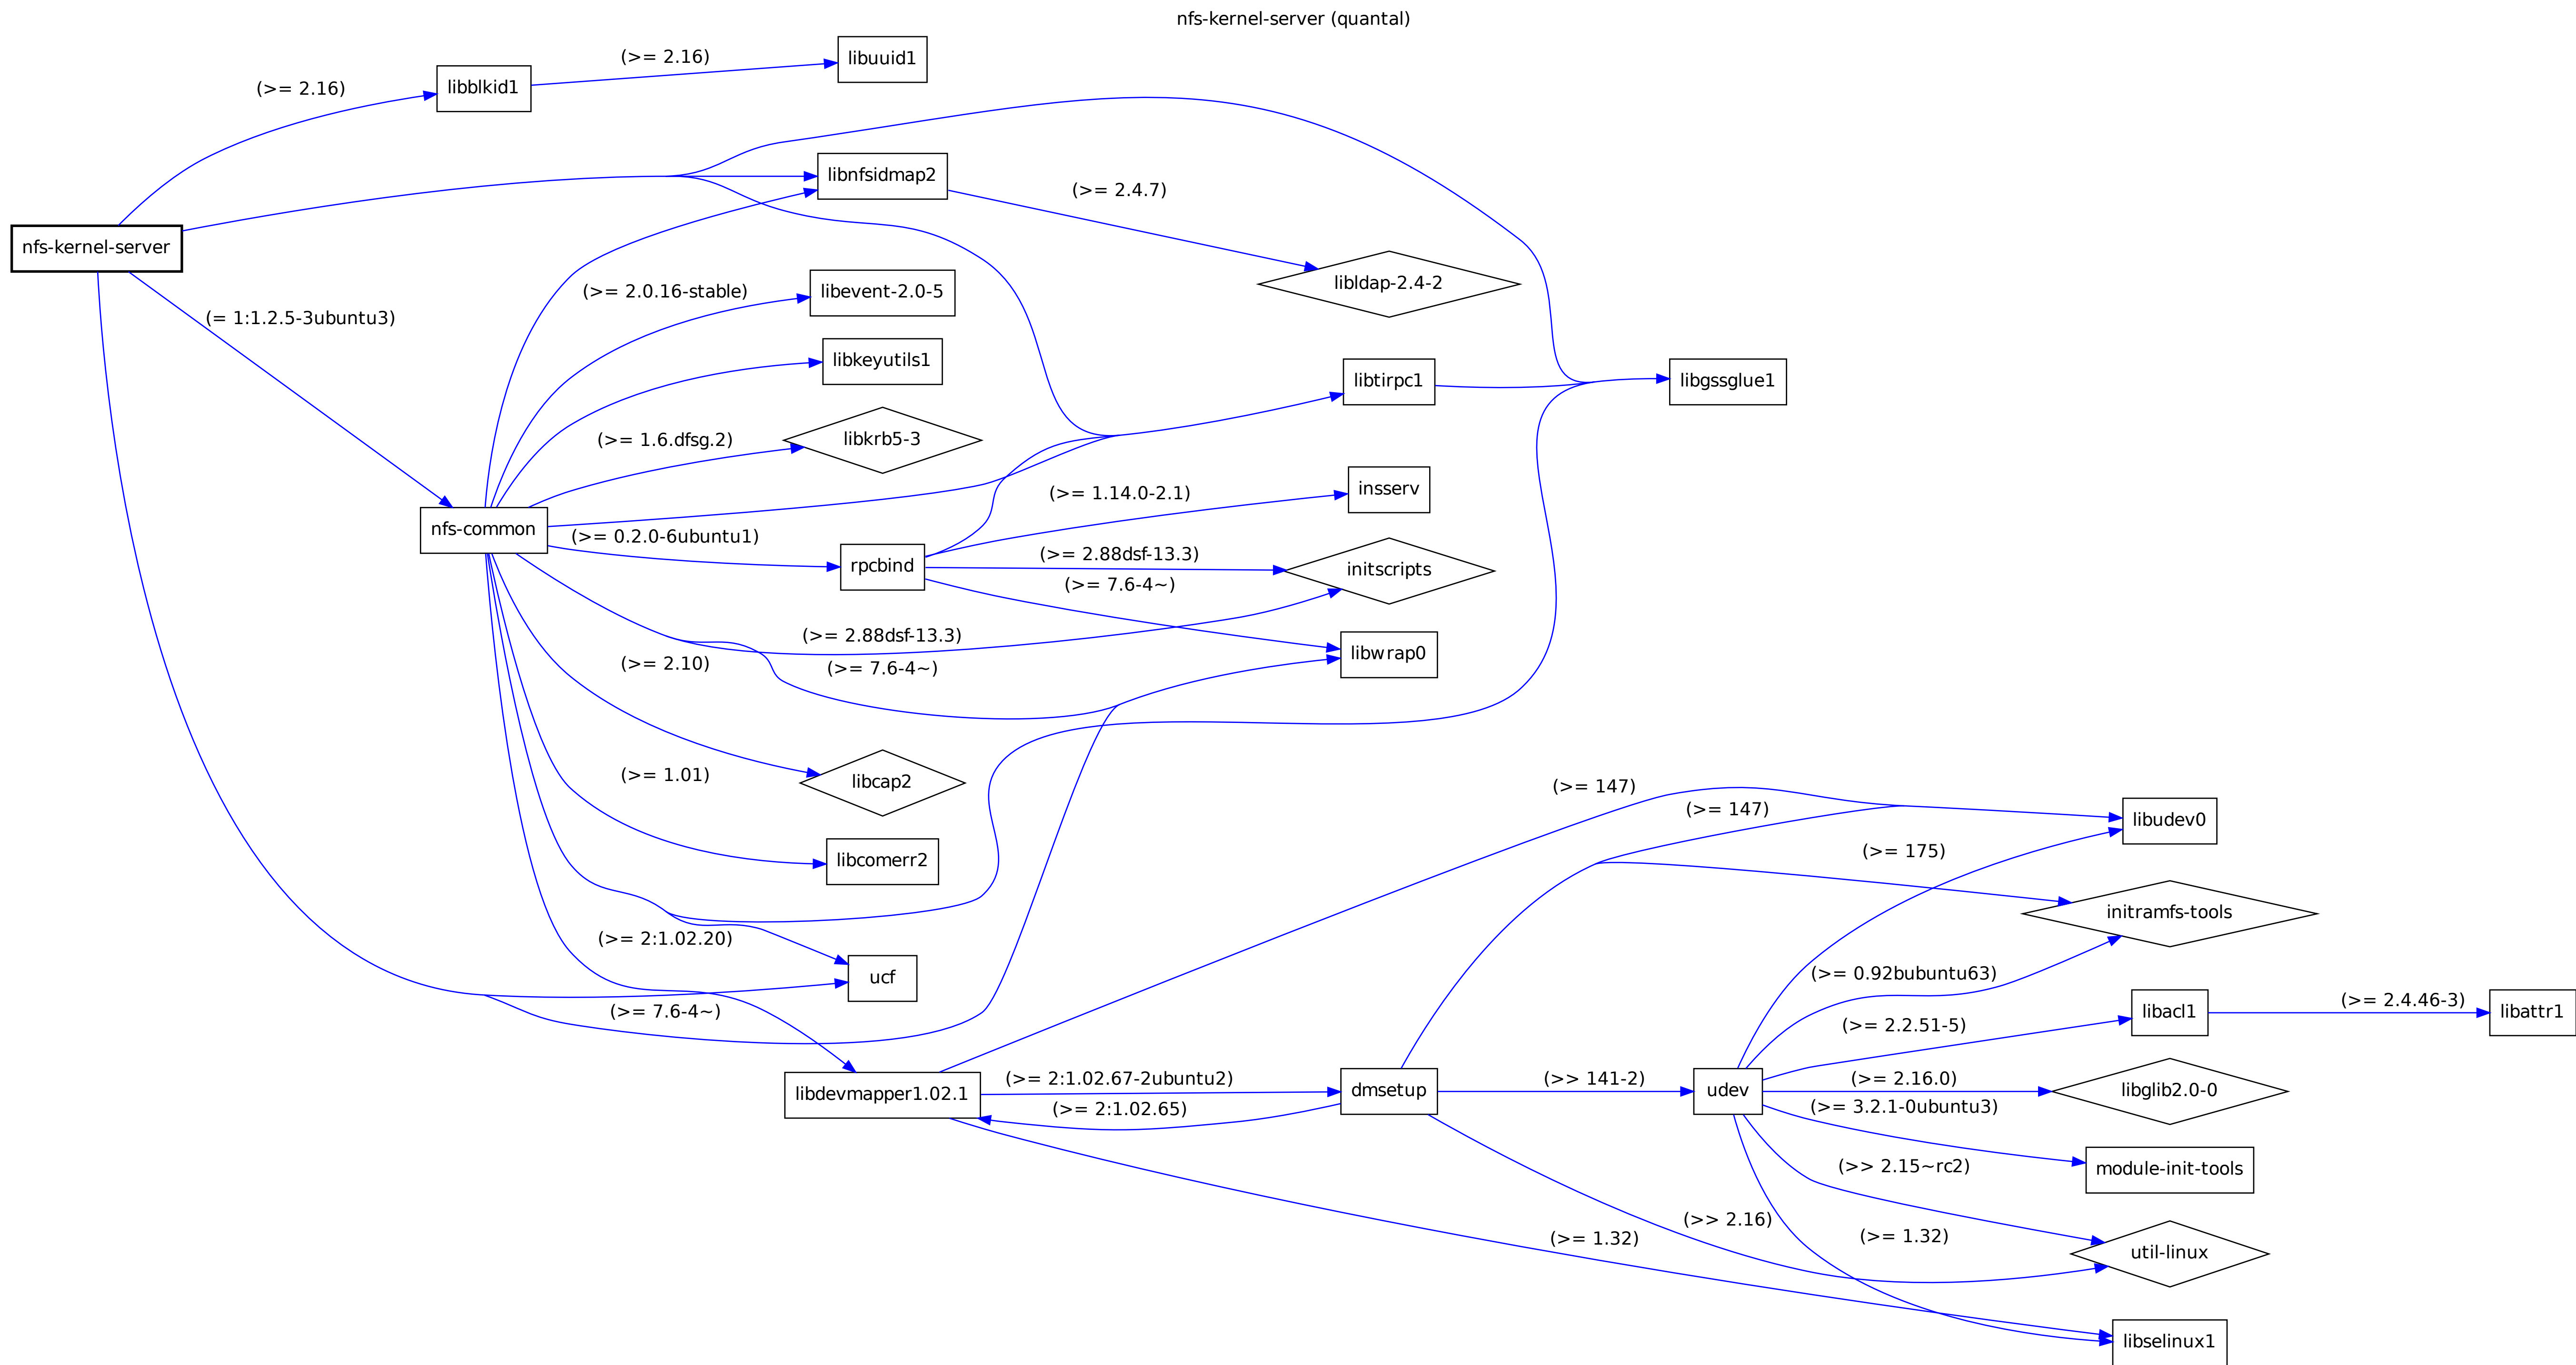 nfs-kernel-server (quantal)
(>= 2.16)
libuuid1
(>= 2.16)
libblkid1
libnfsidmap2
(>= 2.4.7)
nfs-kernel-server
libldap-2.4-2
(>= 2.0.16-stable)
libevent-2.0-5
(= 1:1.2.5-3ubuntu3)
libkeyutils1
libtirpc1
libgssglue1
(>= 1.6.dfsg.2)
libkrb5-3
(>= 1.14.0-2.1)
insserv
nfs-common
(>= 0.2.0-6ubuntu1)
(>= 2.88dsf-13.3)
rpcbind
initscripts
(>= 7.6-4~)
(>= 2.88dsf-13.3)
libwrap0
(>= 2.10)
(>= 7.6-4~)
(>= 1.01)
libcap2
(>= 147)
(>= 147)
libudev0
libcomerr2
(>= 175)
initramfs-tools
(>= 2:1.02.20)
ucf
(>= 0.92bubuntu63)
(>= 7.6-4~)
(>= 2.2.51-5)
libacl1
(>= 2.4.46-3)
libattr1
libdevmapper1.02.1
(>= 2:1.02.67-2ubuntu2)
(>= 2:1.02.65)
dmsetup
(>> 141-2)
udev
(>= 2.16.0)
libglib2.0-0
(>= 3.2.1-0ubuntu3)
module-init-tools
(>> 2.15~rc2)
(>> 2.16)
(>= 1.32)
(>= 1.32)
util-linux
libselinux1